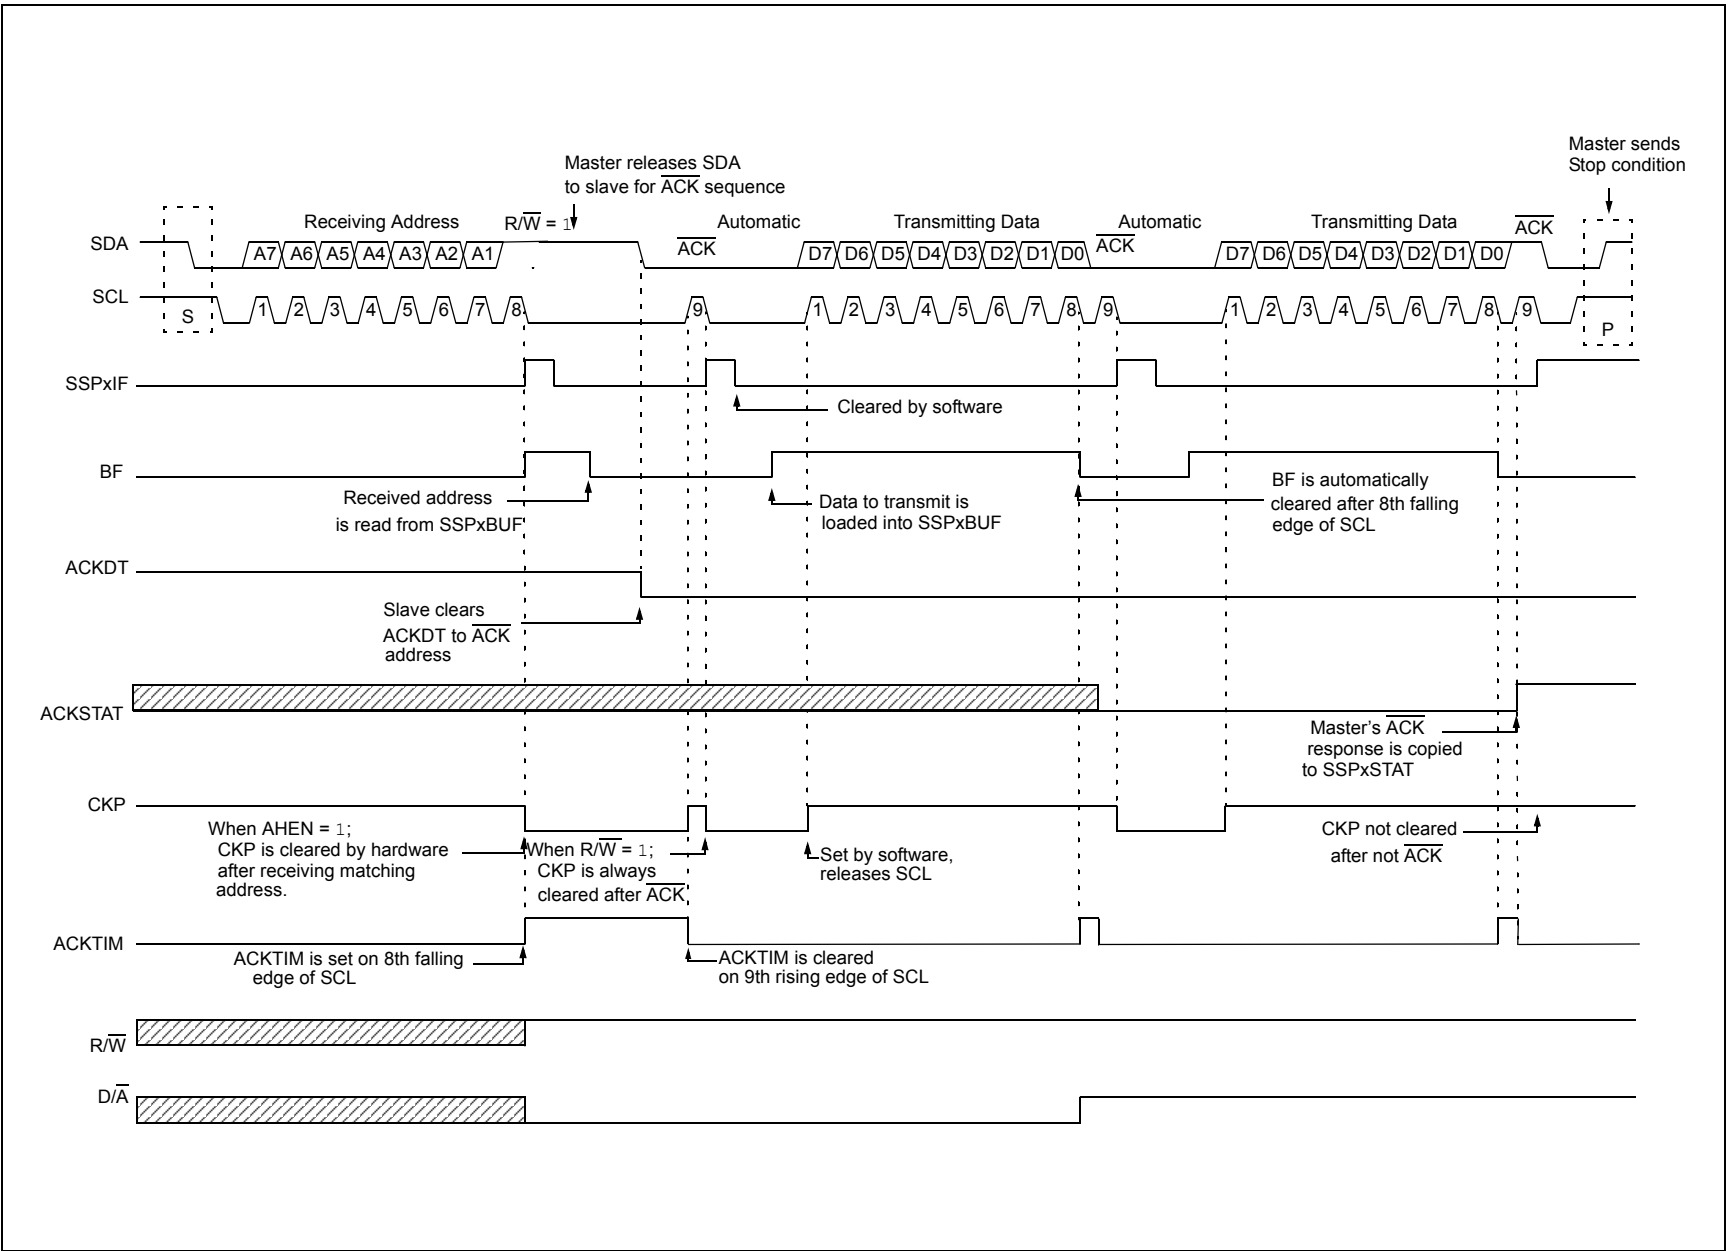 Master releases SDA
to slave for ACK sequence
Master sends
Stop condition
Receiving Address
R/W = 1
Automatic
Transmitting Data
Automatic
Transmitting Data
ACK
SDA
A7 A6 A5 A4 A3 A2 A1
ACK
D7 D6 D5 D4 D3 D2 D1 D0
ACK
D7 D6 D5 D4 D3 D2 D1 D0
SCL
S
1 2 3 4 5 6 7 8 9
1 2 3 4 5 6 7 8 9
1 2 3 4 5 6 7 8 9
P
SSPxIF
Cleared by software
BF
Received address
is read from SSPxBUF
Data to transmit is
loaded into SSPxBUF
BF is automatically
cleared after 8th falling
edge of SCL
ACKDT
Slave clears
ACKDT to ACK
address
ACKSTAT
Master's ACK
response is copied
to SSPxSTAT
CKP
When AHEN = 1;
CKP is cleared by hardware
after receiving matching
address.
When R/W = 1;
CKP is always
cleared after ACK
Set by software,
releases SCL
CKP not cleared
after not ACK
ACKTIM
ACKTIM is set on 8th falling
edge of SCL
ACKTIM is cleared
on 9th rising edge of SCL
R/W
D/A